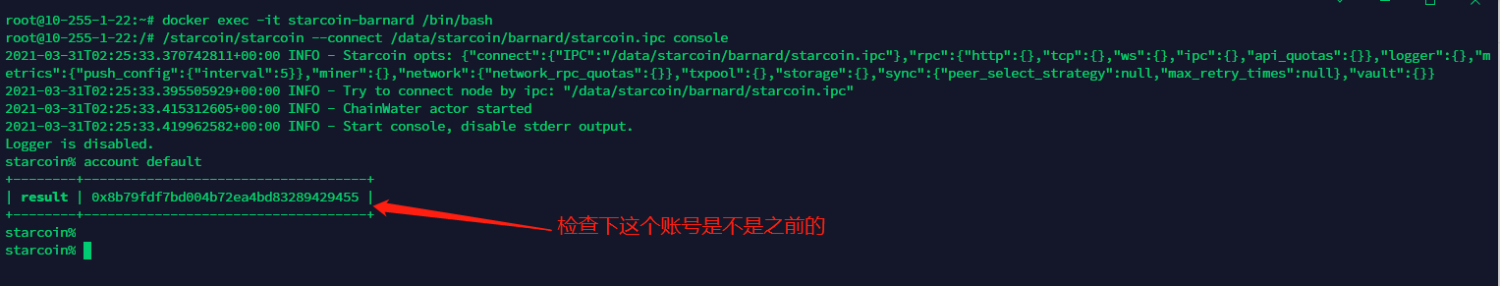 root@10-255-1-22:~# docker exec -it starcoin-barnard /bin/bash
root@10-255-1-22:/# /starcoin/starcoin --connect /data/starcoin/barnard/starcoin.ipc console
2021-03-31T02:25:33.370742811+00:00 INFO - Starcoin opts: {"connect":{"IPC":"/data/starcoin/barnard/starcoin.ipc"},"rpc":{"http":{},"tcp":{},"ws":{},"ipc":{},"api_quotas":{}},"logger":{},"m
etrics":{"push_config":{"interval":5}},"miner":{},"network":{"network_rpc_quotas":{}},"txpool":{},"storage":{},"sync":{"peer_select_strategy":null,"max_retry_times":null},"vault":{}}
2021-03-31T02:25:33.395505929+00:00 INFO - Try to connect node by ipc: "/data/starcoin/barnard/starcoin.ipc"
2021-03-31T02:25:33.415312605+00:00 INFO - ChainWater actor started
2021-03-31T02:25:33.419962582+00:00 INFO - Start console, disable stderr output.
Logger is disabled.
starcoin% account default
+--------+------------------------------------+
| result | 0x8b79fdf7bd004b72ea4bd83289429455 |
+--------+------------------------------------+
检查下这个账号是不是之前的
starcoin%
starcoin%